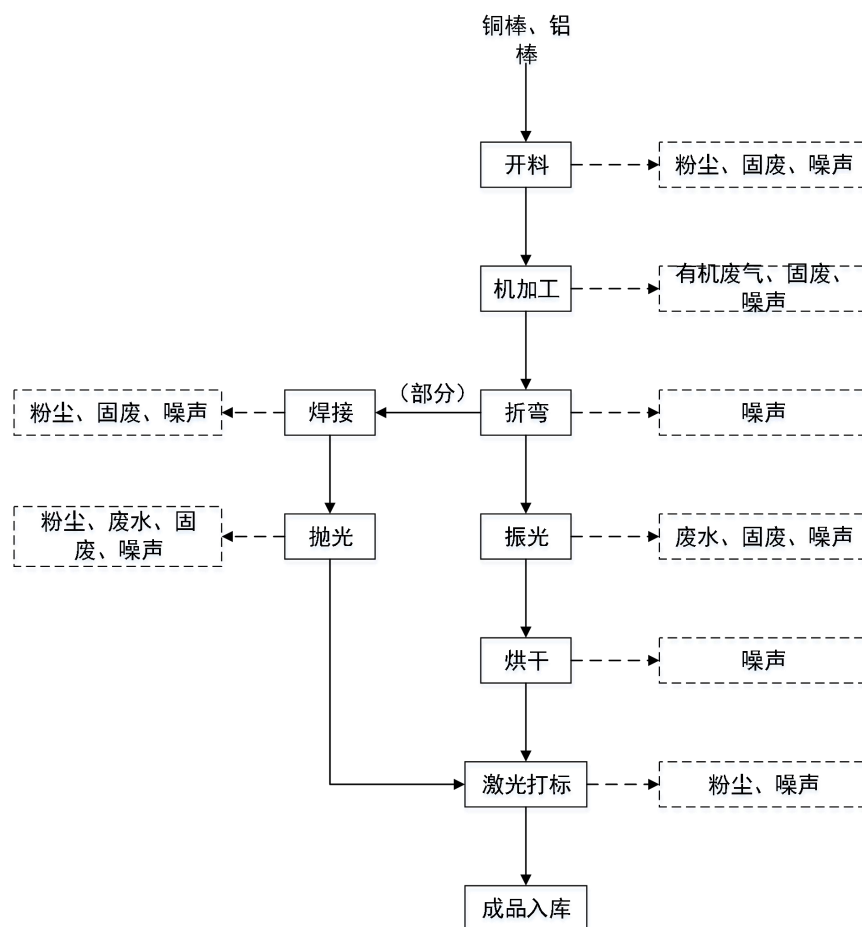 铜棒、铝
棒
开料
粉尘、固废、噪声
机加工
有机废气、固废、
噪声
粉尘、固废、噪声
焊接
（部分）
折弯
噪声
粉尘、废水、固
废、噪声
抛光
振光
废水、固废、噪声
烘干
噪声
激光打标
粉尘、噪声
成品入库